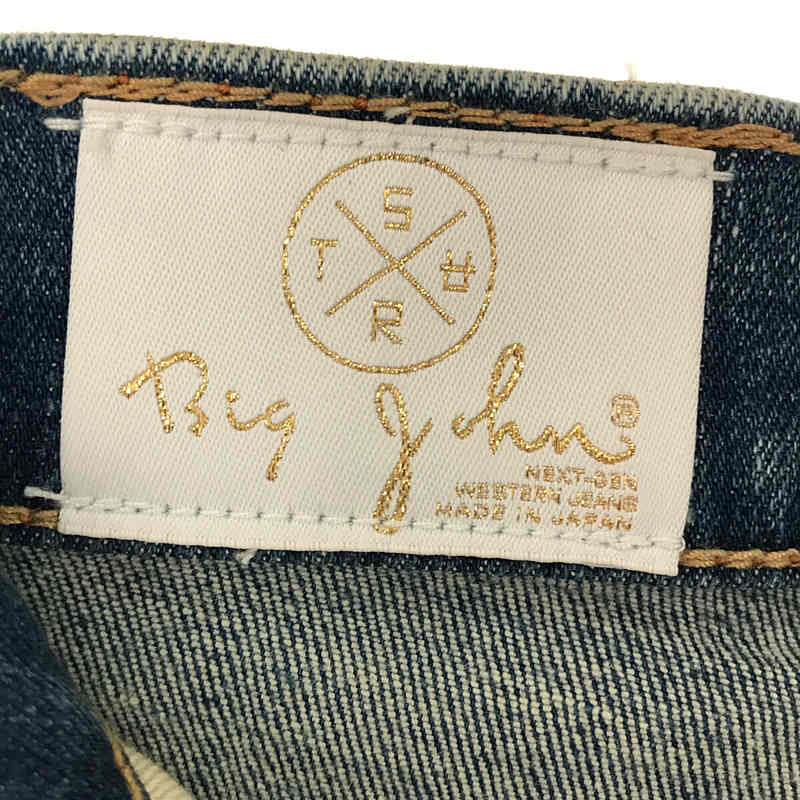 S
T
R
Big John®
NEXT-GEN
WESTERN JEANS
MADE IN JAPAN